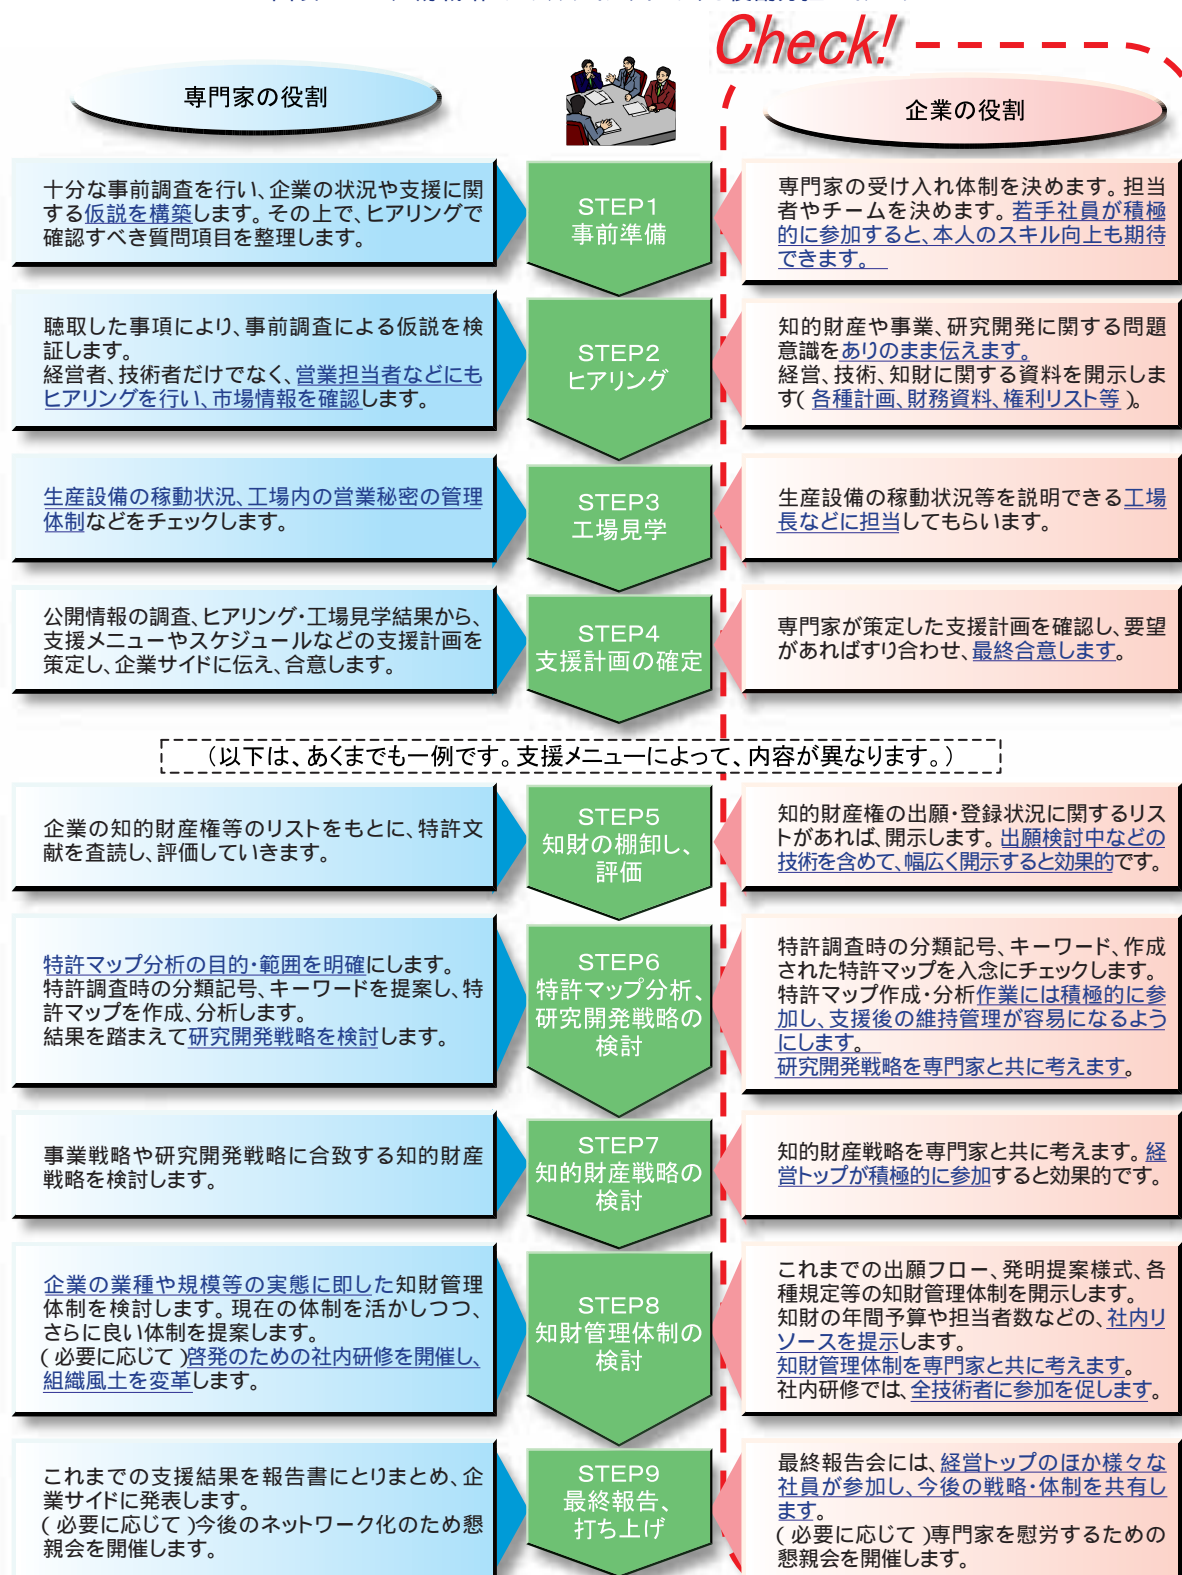 Check!
専門家の役割
企業の役割
十分な事前調査を行い、企業の状況や支援に関
する仮説を構築します。その上で、ヒアリングで
確認すべき質問項目を整理します。
STEP1
事前準備
専門家の受け入れ体制を決めます。担当
者やチームを決めます。若手社員が積極
的に参加すると、本人のスキル向上も期待
できます。
聴取した事項により、事前調査による仮説を検
証します。
経営者、技術者だけでなく、営業担当者などにも
ヒアリングを行い、市場情報を確認します。
STEP2
ヒアリング
知的財産や事業、研究開発に関する問題
意識をありのまま伝えます。
経営、技術、知財に関する資料を開示しま
す(各種計画、財務資料、権利リスト等)。
生産設備の稼動状況、工場内の営業秘密の管理
体制などをチェックします。
STEP3
工場見学
生産設備の稼動状況等を説明できる工場
長などに担当してもらいます。
公開情報の調査、ヒアリング・工場見学結果から、
支援メニューやスケジュールなどの支援計画を
策定し、企業サイドに伝え、合意します。
STEP4
支援計画の確定
専門家が策定した支援計画を確認し、要望
があればすり合わせ、最終合意します。
(以下は、あくまでも一例です。支援メニューによって、内容が異なります。)
企業の知的財産権等のリストをもとに、特許文
献を査読し、評価していきます。
STEP5
知財の棚卸し、
評価
知的財産権の出願・登録状況に関するリス
トがあれば、開示します。出願検討中などの
技術を含めて、幅広く開示すると効果的です。
特許マップ分析の目的・範囲を明確にします。
特許調査時の分類記号、キーワードを提案し、特
許マップを作成、分析します。
結果を踏まえて研究開発戦略を検討します。
STEP6
特許マップ分析、
研究開発戦略の
検討
特許調査時の分類記号、キーワード、作成
された特許マップを入念にチェックします。
特許マップ作成・分析作業には積極的に参
加し、支援後の維持管理が容易になるよう
にします。
研究開発戦略を専門家と共に考えます。
事業戦略や研究開発戦略に合致する知的財産
戦略を検討します。
STEP7
知的財産戦略の
検討
知的財産戦略を専門家と共に考えます。経
営トップが積極的に参加すると効果的です。
企業の業種や規模等の実態に即した知財管理
体制を検討します。現在の体制を活かしつつ、
さらに良い体制を提案します。
(必要に応じて)啓発のための社内研修を開催し、
組織風土を変革します。
STEP8
知財管理体制の
検討
これまでの出願フロー、発明提案様式、各
種規定等の知財管理体制を開示します。
知財の年間予算や担当者数などの、社内リ
ソースを提示します。
知財管理体制を専門家と共に考えます。
社内研修では、全技術者に参加を促します。
これまでの支援結果を報告書にとりまとめ、企
業サイドに発表します。
(必要に応じて)今後のネットワーク化のため懇
親会を開催します。
STEP9
最終報告、
打ち上げ
最終報告会には、経営トップのほか様々な
社員が参加し、今後の戦略・体制を共有し
ます。
(必要に応じて)専門家を慰労するための
懇親会を開催します。